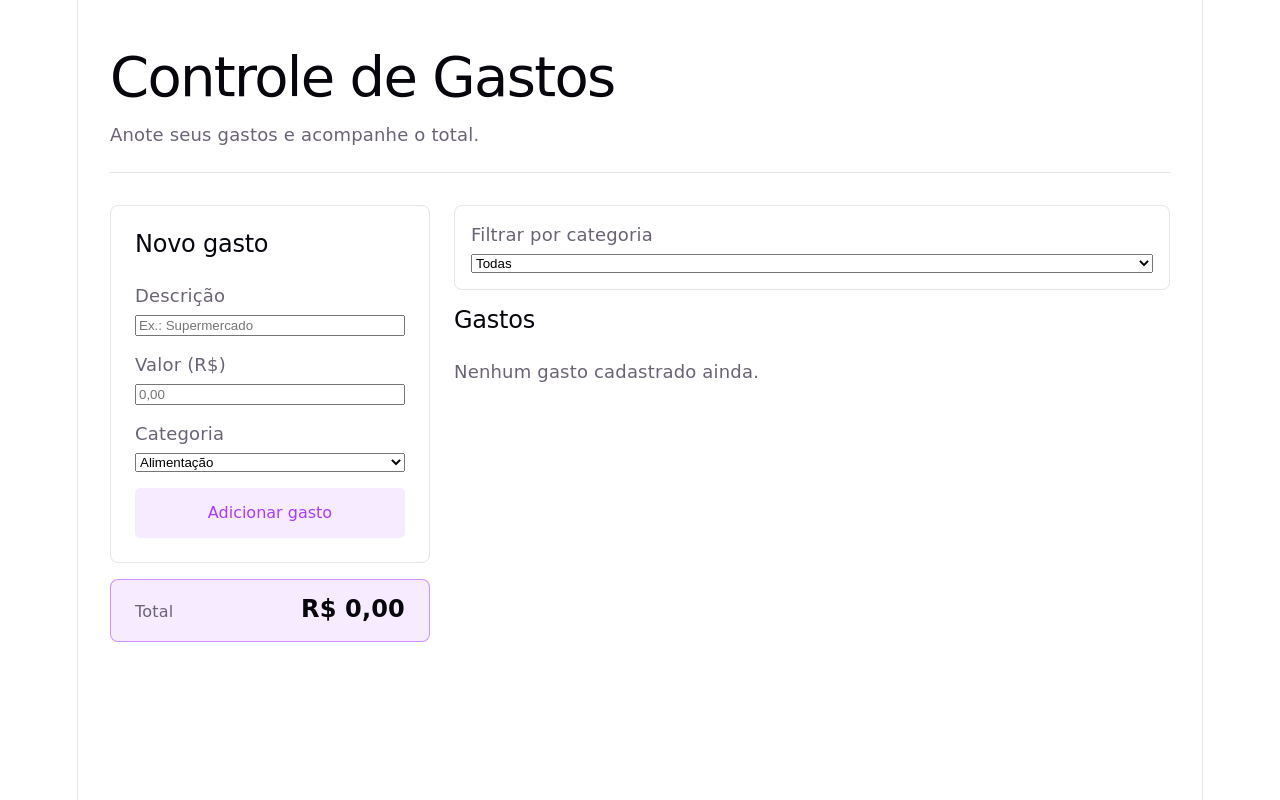 Controle de Gastos
Anote seus gastos e acompanhe o total.
Novo gasto
Descrição
Ex.: Supermercado
Valor (R$)
0,00
Categoria
Alimentação
Adicionar gasto
Total R$ 0,00
Filtrar por categoria
Todas
Gastos
Nenhum gasto cadastrado ainda.